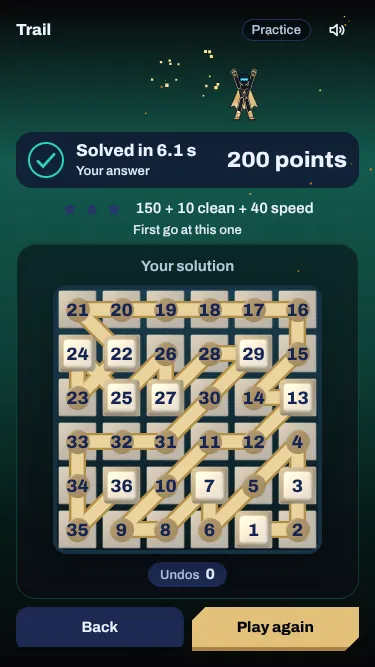 Trail
Practice
Solved in 6.1 s
Your answer
200 points
150 + 10 clean + 40 speed
First go at this one
Your solution
21 20 19 18 17 16
24 22 26 28 29 15
23 25 27 30 14 13
33 32 31 11 12 4
34 36 10 7 5 3
35 9 8 6 1 2
Undos 0
Back
Play again